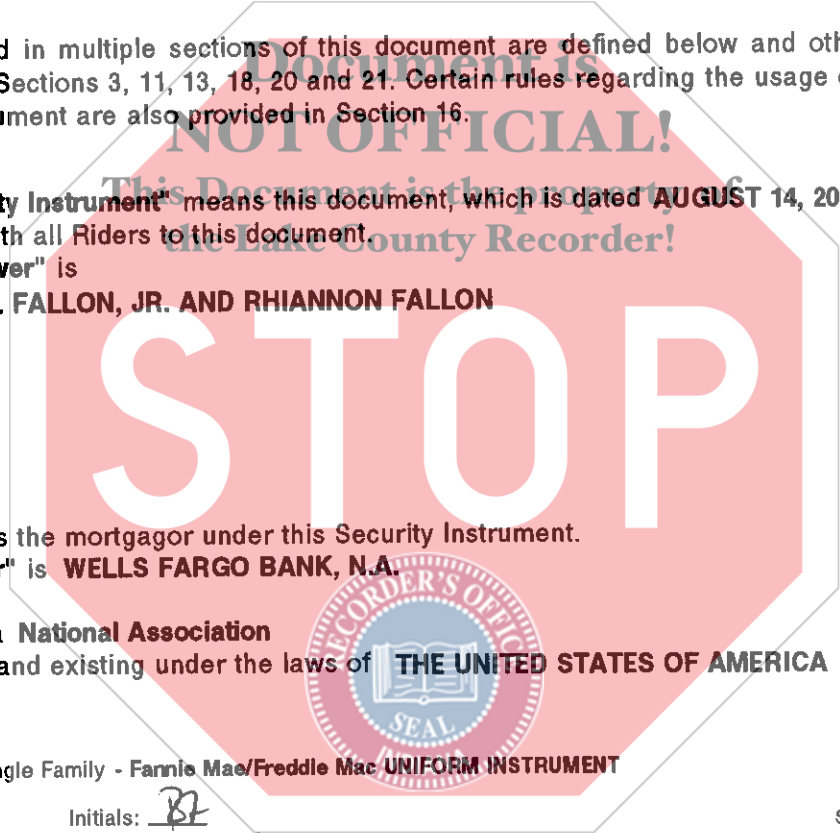 d in multiple sections of this document are defined below and oth
Document is
Sections 3, 11, 13, 18, 20 and 21. Certain rules regarding the usage
ument are also provided in Section 16.
NOT OFFICIAL!
This Document is the property of
ty Instrument" means this document, which is dated AUGUST 14, 20
th all Riders to this document.
the Lake County Recorder!
ver" is
. FALLON, JR. AND RHIANNON FALLON
STOP
s the mortgagor under this Security Instrument.
r" is WELLS FARGO BANK, N.A.
RECORDER'S OFFICE
National Association
and existing under the laws of THE UNITED STATES OF AMERICA
SEAL
INDIANA
ngle Family - Fannie Mae/Freddie Mac UNIFORM INSTRUMENT
Initials: